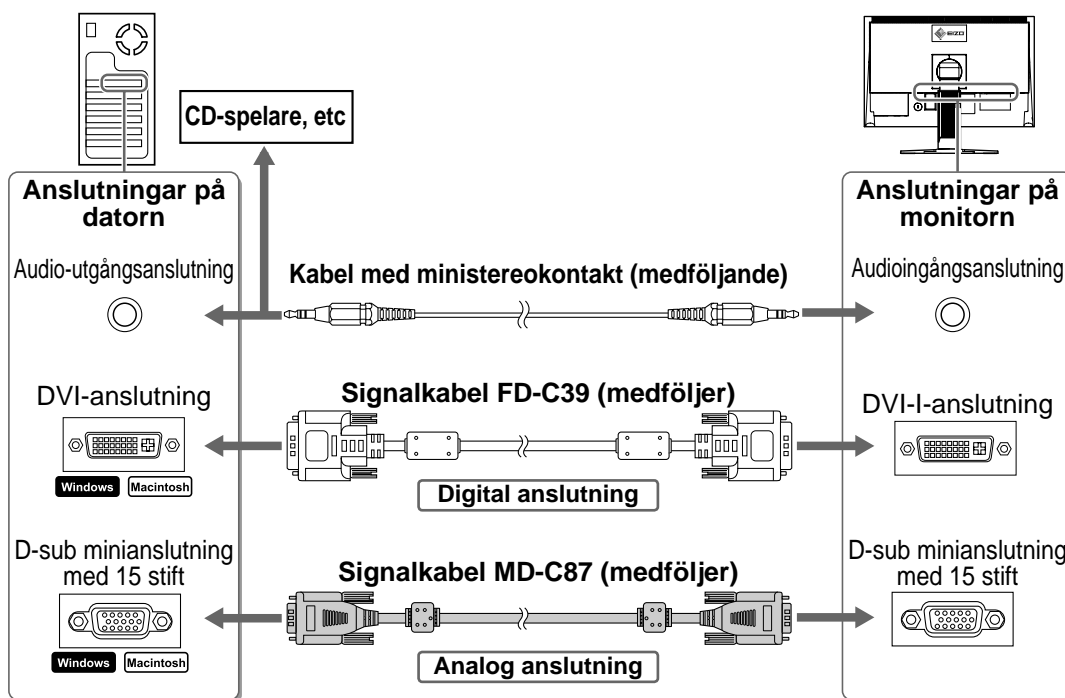 EIZO
CD-spelare, etc
Anslutningar på
datorn
Anslutningar på
monitorn
Audio-utgångsanslutning
Kabel med ministereokontakt (medföljande)
Audioingångsanslutning
DVI-anslutning
Signalkabel FD-C39 (medföljer)
DVI-I-anslutning
Windows
Macintosh
Digital anslutning
D-sub minianslutning
med 15 stift
Signalkabel MD-C87 (medföljer)
D-sub minianslutning
med 15 stift
Windows
Macintosh
Analog anslutning